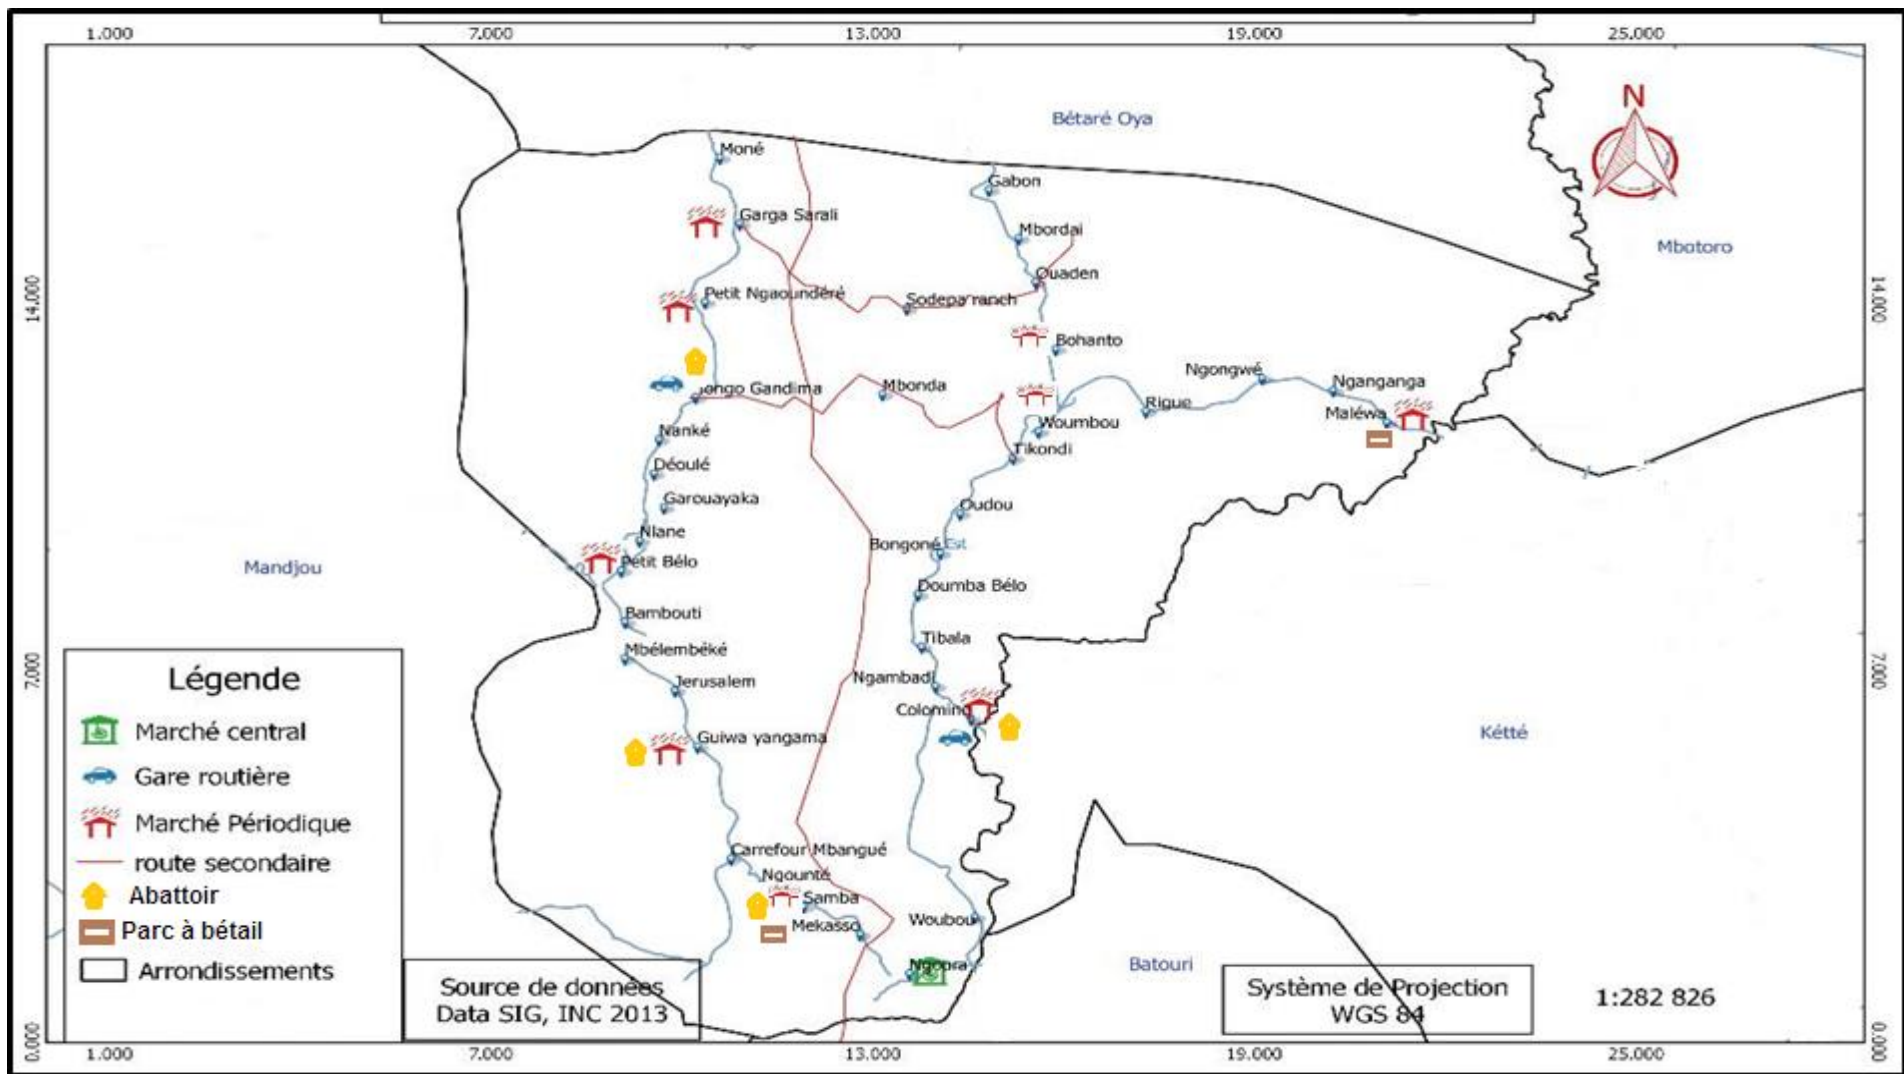 1.000 7.000 13.000 19.000 25.000
N
Bétaré Oya
Moné
Gabon
Garga Sarali
Mbordai
Mbotoro
Ouaden
14.000
14.000
Petit Ngaoundéré
Sodepa ranch
Bohanto
Ngongwé
Nganganga
ongo Gandima
Mbonda
Rigue
Maléwa
Woumbou
Nanké
Tikondi
Déoulé
Garouayaka
Oudou
Nlane
Bongoné Est
Petit Bélo
Mandjou
Doumba Bélo
Bambouti
Tibala
Mbélembéké
7.000
7.000
Jerusalem
Ngambadi
Colomine
Guiwa yangama
Kétté
Carrefour Mbangué
Ngounté
Samba
Mekasso
Woubou
Ngoura
Batouri
Légende
Marché central
Gare routière
Marché Périodique
route secondaire
Abattoir
Parc à bétail
Arrondissements
Source de données
Data SIG, INC 2013
Système de Projection
WGS 84
1:282 826
0.000
0.000
1.000 7.000 13.000 19.000 25.000